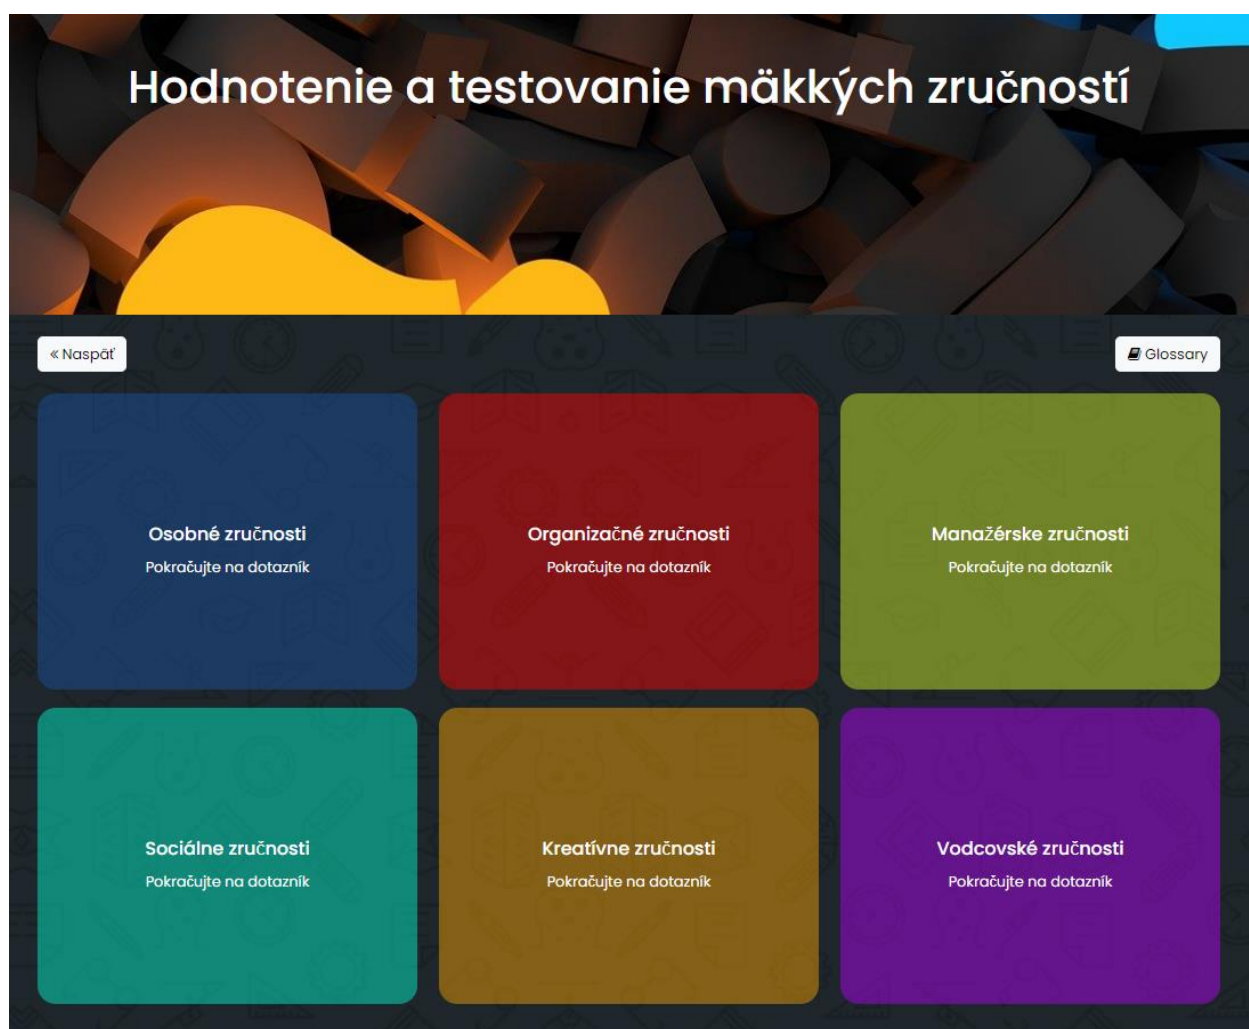 Hodnotenie a testovanie mäkkých zručností
« Naspäť
Glossary
Osobné zručnosti
Pokračujte na dotazník
Organizačné zručnosti
Pokračujte na dotazník
Manažérske zručnosti
Pokračujte na dotazník
Sociálne zručnosti
Pokračujte na dotazník
Kreatívne zručnosti
Pokračujte na dotazník
Vodcovské zručnosti
Pokračujte na dotazník